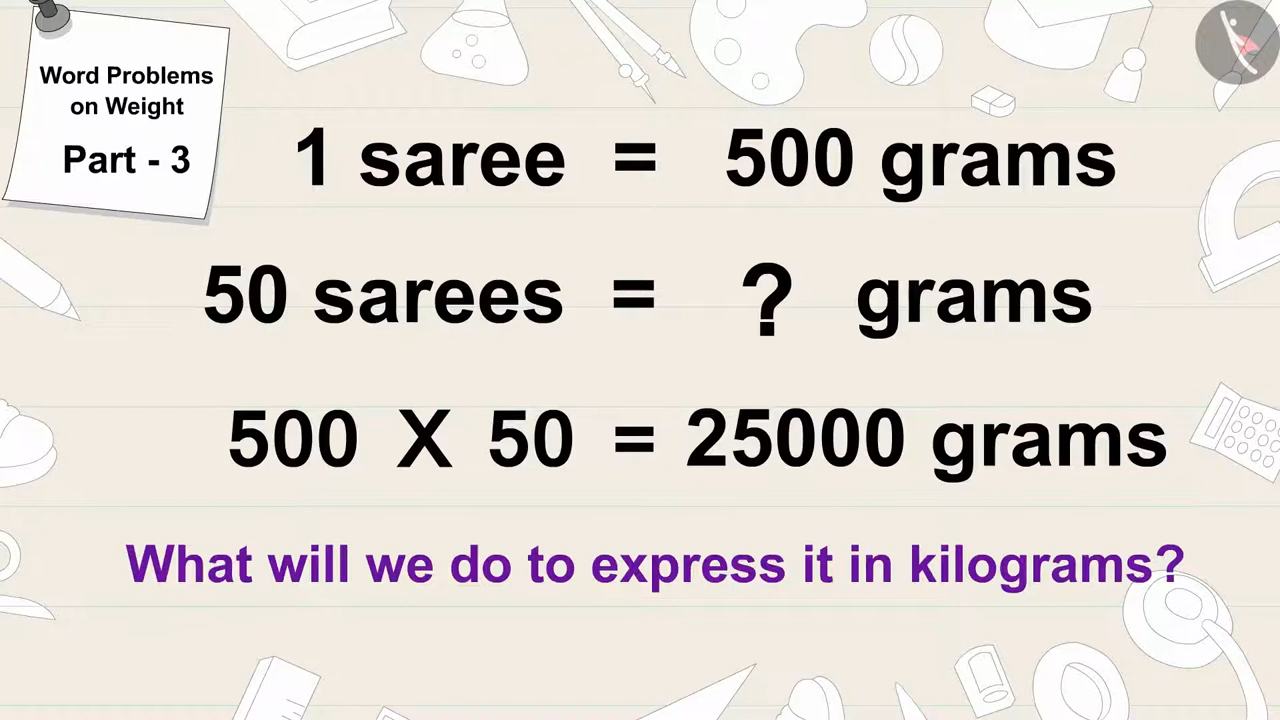 Word Problems
on Weight
Part - 3
1 saree = 500 grams
50 sarees = ? grams
500 X 50 = 25000 grams
What will we do to express it in kilograms?